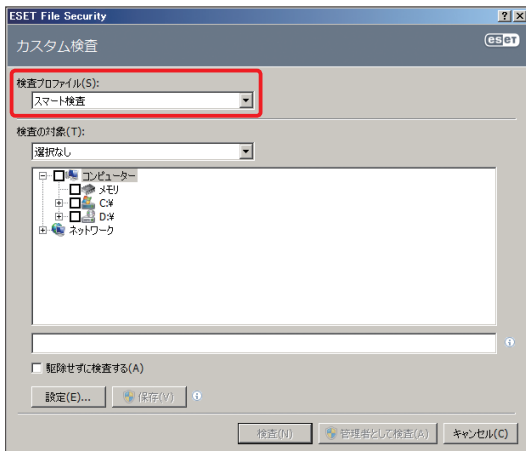 ESET File Security
カスタム検査
eset
検査プロファイル(S):
スマート検査
検査の対象(T):
選択なし
コンピューター
メモリ
C:¥
D:¥
ネットワーク
駆除せずに検査する(A)
設定(E)... 保存(V)
検査(N) 管理者として検査(A) キャンセル(C)